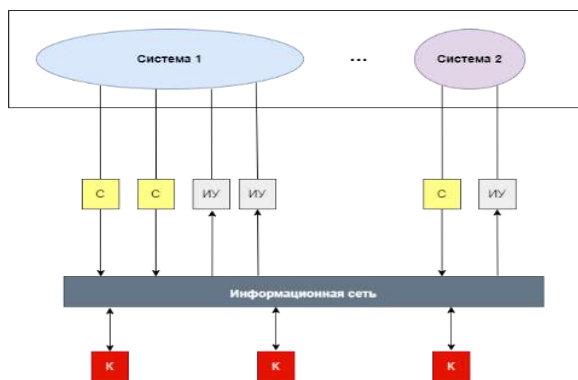 Система 1
...
Система 2
С
С
ИУ
ИУ
С
ИУ
Информационная сеть
К
К
К